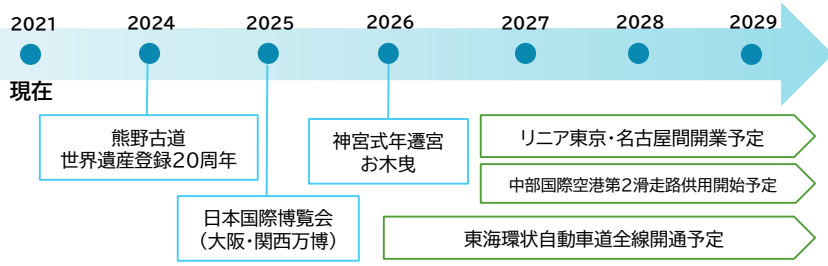 2021 2024 2025 2026 2027 2028 2029
現在
熊野古道
世界遺産登録20周年
日本国際博覧会
(大阪・関西万博)
神宮式年遷宮
お木曳
リニア東京・名古屋間開業予定
中部国際空港第2滑走路供用開始予定
東海環状自動車道全線開通予定